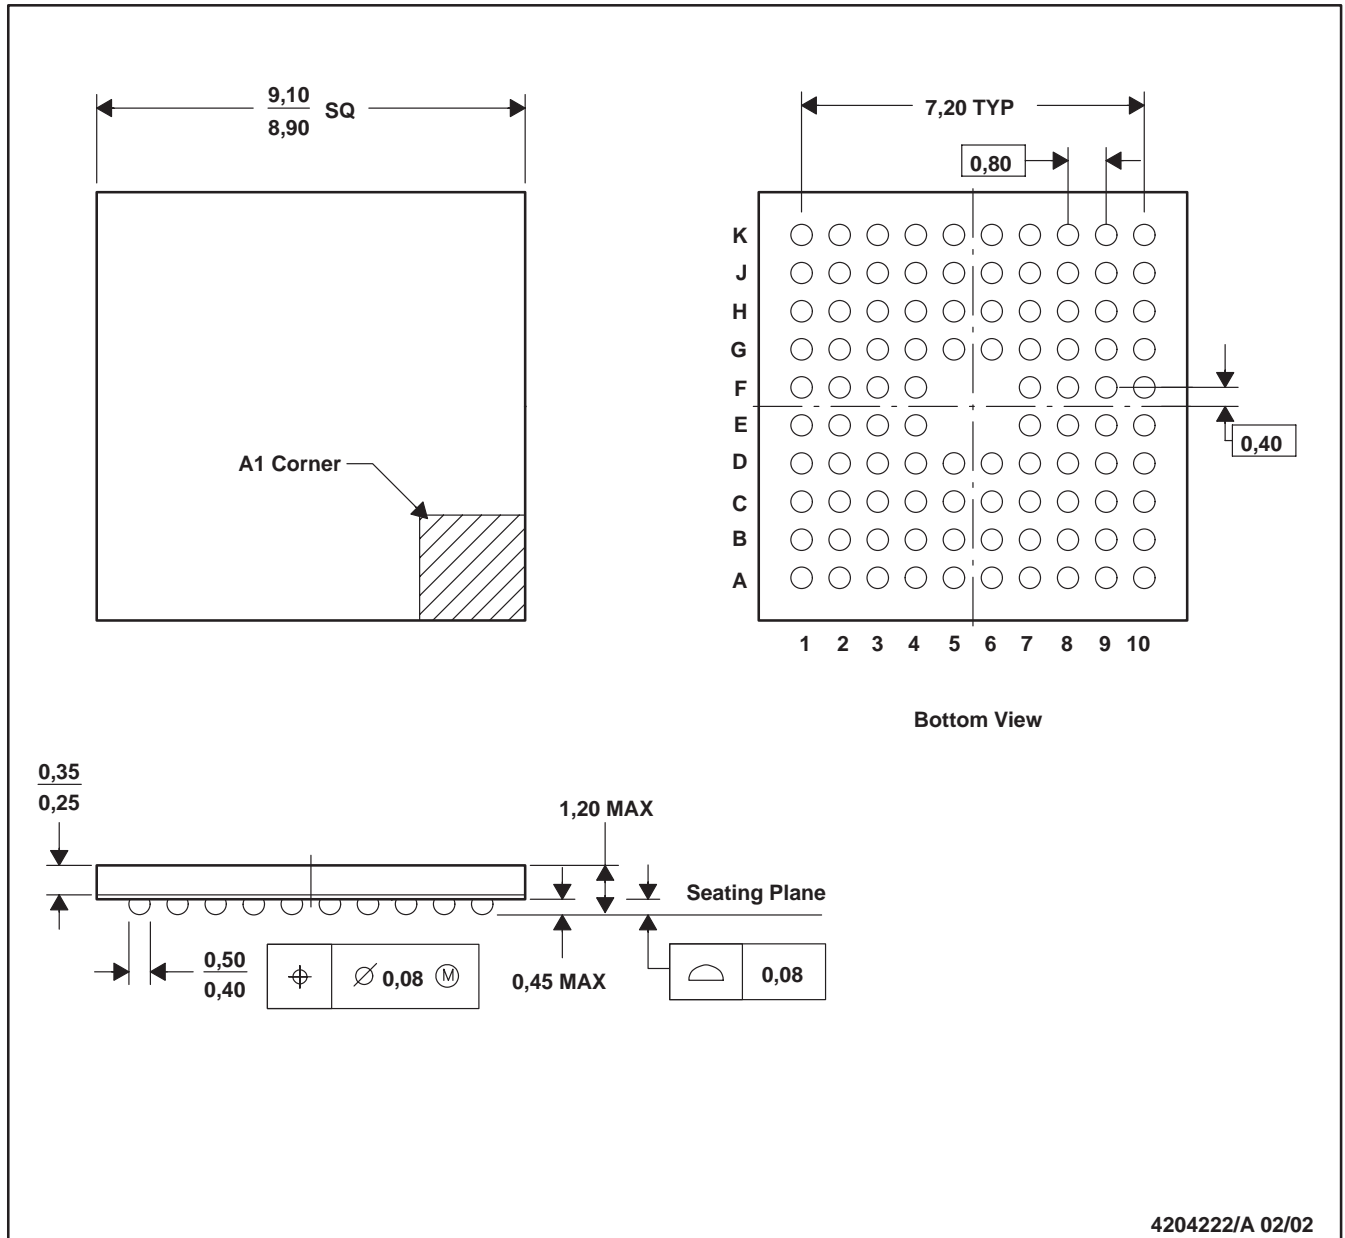 9,10
8,90
SQ
7,20 TYP
0,80
K
J
H
G
F
E
D
C
B
A
0,40
A1 Corner
1 2 3 4 5 6 7 8 9 10
Bottom View
0,35
0,25
1,20 MAX
Seating Plane
0,50
0,40
⌀ 0,08 Ⓜ
0,45 MAX
0,08
4204222/A 02/02